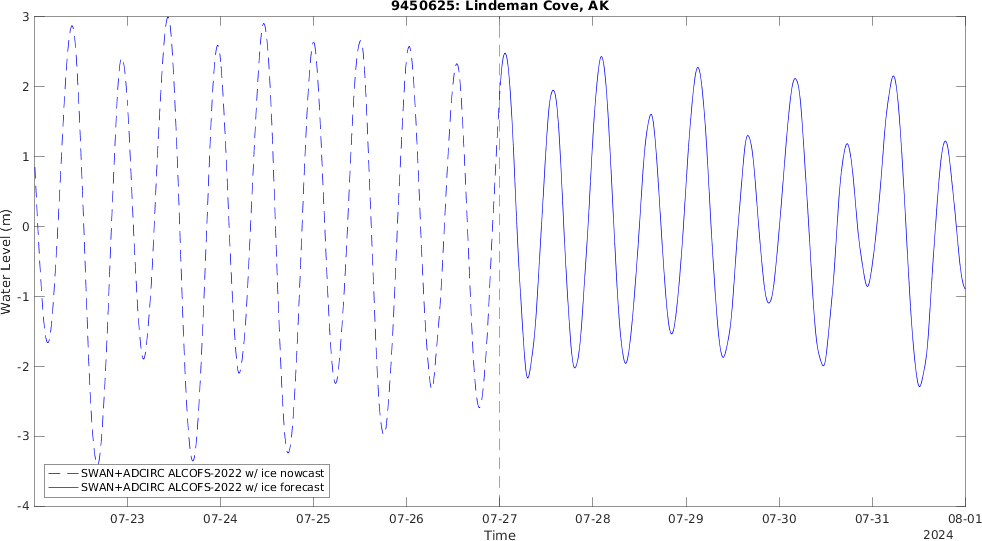 9450625: Lindeman Cove, AK
Water Level (m)
3
2
1
0
-1
-2
-3
-4
SWAN+ADCIRC ALCOFS-2022 w/ ice nowcast
SWAN+ADCIRC ALCOFS-2022 w/ ice forecast
07-23 07-24 07-25 07-26 07-27 07-28 07-29 07-30 07-31 08-01
Time
2024